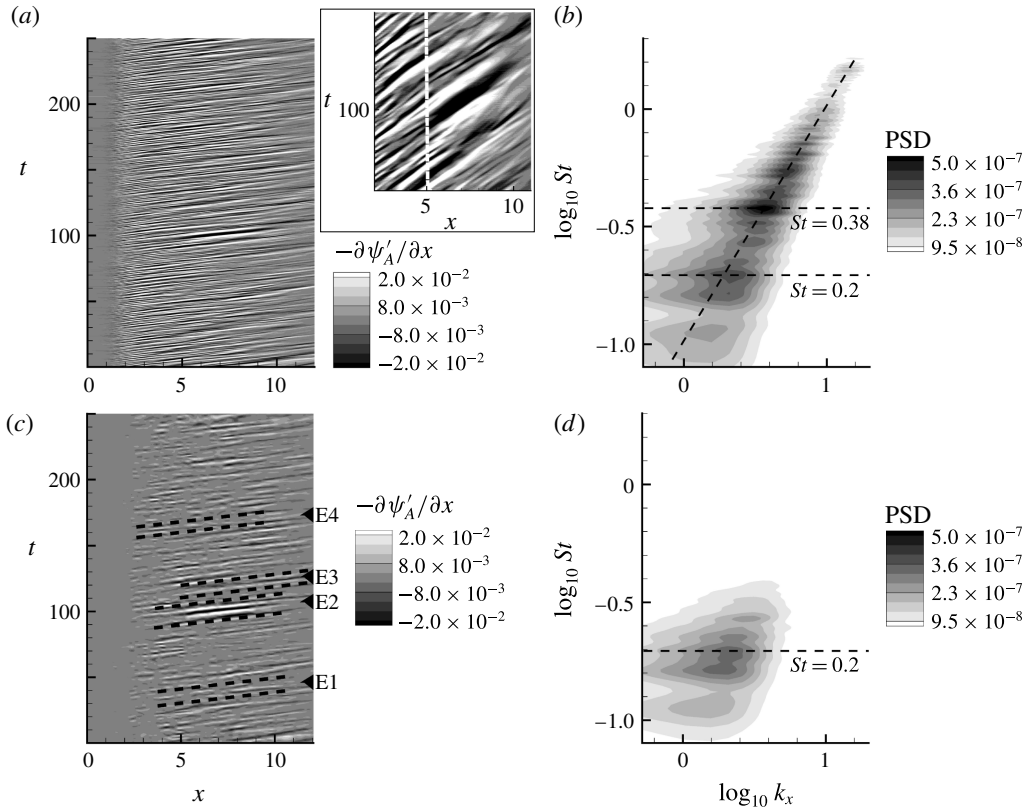 (a)
200
100
t
0
5
10
t
100
5
10
x
−∂ψ′A/∂x
2.0 × 10⁻²
8.0 × 10⁻³
−8.0 × 10⁻³
−2.0 × 10⁻²
(b)
0
−0.5
−1.0
log₁₀ St
0
1
St = 0.38
St = 0.2
PSD
5.0 × 10⁻⁷
3.6 × 10⁻⁷
2.3 × 10⁻⁷
9.5 × 10⁻⁸
(c)
200
100
t
0
5
10
x
E4
E3
E2
E1
−∂ψ′A/∂x
2.0 × 10⁻²
8.0 × 10⁻³
−8.0 × 10⁻³
−2.0 × 10⁻²
(d)
0
−0.5
−1.0
log₁₀ St
0
1
log₁₀ kₓ
St = 0.2
PSD
5.0 × 10⁻⁷
3.6 × 10⁻⁷
2.3 × 10⁻⁷
9.5 × 10⁻⁸